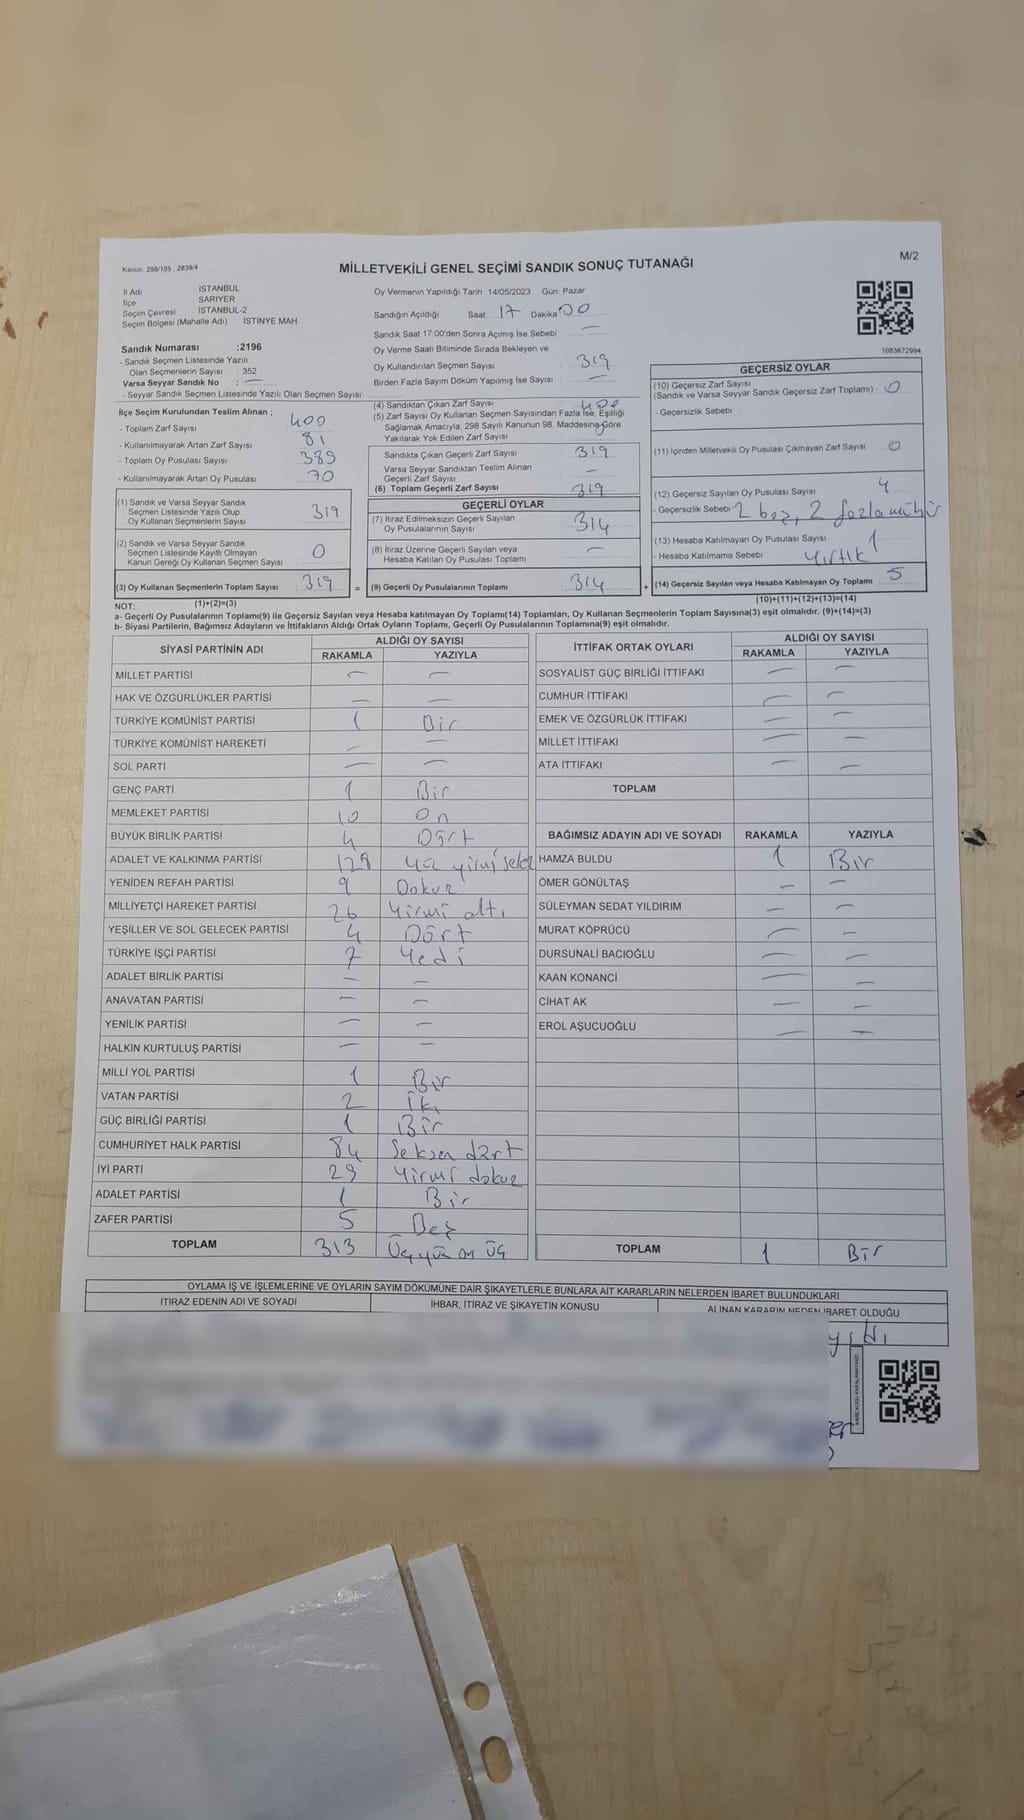 Kanun: 298/105 , 2839/4
MİLLETVEKİLİ GENEL SEÇİMİ SANDIK SONUÇ TUTANAĞI
M/2
İl Adı İSTANBUL
İlçe SARIYER
Seçim Çevresi İSTANBUL-2
Seçim Bölgesi (Mahalle Adı) : İSTİNYE MAH.
Sandık Numarası :2196
- Sandık Seçmen Listesinde Yazılı
Olan Seçmenlerin Sayısı : 352
Varsa Seyyar Sandık No : —
- Seyyar Sandık Seçmen Listesinde Yazılı Olan Seçmen Sayısı
İlçe Seçim Kurulundan Teslim Alınan ;
- Toplam Zarf Sayısı 400
- Kullanılmayarak Artan Zarf Sayısı 81
- Toplam Oy Pusulası Sayısı 389
- Kullanılmayarak Artan Oy Pusulası 70
(1) Sandık ve Varsa Seyyar Sandık
Seçmen Listesinde Yazılı Olup
Oy Kullanan Seçmenlerin Sayısı 319
(2) Sandık ve Varsa Seyyar Sandık
Seçmen Listesinde Kayıtlı Olmayan
Kanun Gereği Oy Kullanan Seçmen Sayısı 0
(3) Oy Kullanan Seçmenlerin Toplam Sayısı 319 =
(1)+(2)=(3)
Oy Vermenin Yapıldığı Tarih :14/05/2023 Gün: Pazar
Sandığın Açıldığı Saat 17 Dakika 00
Sandık Saat 17:00'den Sonra Açımış İse Sebebi : —
Oy Verme Saati Bitiminde Sırada Bekleyen ve
Oy Kullandırılan Seçmen Sayısı 319
Birden Fazla Sayım Döküm Yapılmış İse Sayısı : —
(4) Sandıktan Çıkan Zarf Sayısı
(5) Zarf Sayısı Oy Kullanan Seçmen Sayısından Fazla İse, Eşitliği
Sağlamak Amacıyla; 298 Sayılı Kanunun 98. Maddesine Göre
Yakılarak Yok Edilen Zarf Sayısı
Sandıkta Çıkan Geçerli Zarf Sayısı 319
Varsa Seyyar Sandıktan Teslim Alınan
Geçerli Zarf Sayısı —
(6) Toplam Geçerli Zarf Sayısı 319
GEÇERLİ OYLAR
(7) İtiraz Edilmeksizin Geçerli Sayılan
Oy Pusulalarının Sayısı 314
(8) İtiraz Üzerine Geçerli Sayılan veya
Hesaba Katılan Oy Pusulası Toplamı —
(9) Geçerli Oy Pusulalarının Toplamı 314 +
1083672994
GEÇERSİZ OYLAR
(10) Geçersiz Zarf Sayısı
(Sandık ve Varsa Seyyar Sandık Geçersiz Zarf Toplamı) : 0
- Geçersizlik Sebebi :
(11) İçinden Milletvekili Oy Pusulası Çıkmayan Zarf Sayısı : 0
(12) Geçersiz Sayılan Oy Pusulası Sayısı 4
- Geçersizlik Sebebi 2 boş, 2 fazla mühür
(13) Hesaba Katılmayan Oy Pusulası Sayısı 1
- Hesaba Katılmama Sebebi : yırtık
(14) Geçersiz Sayılan veya Hesaba Katılmayan Oy Toplamı 5
(10)+(11)+(12)+(13)=(14)
NOT:
a- Geçerli Oy Pusulalarının Toplamı(9) ile Geçersiz Sayılan veya Hesaba katılmayan Oy Toplamı(14) Toplamları, Oy Kullanan Seçmenlerin Toplam Sayısına(3) eşit olmalıdır. (9)+(14)=(3)
b- Siyasi Partilerin, Bağımsız Adayların ve İttifakların Aldığı Ortak Oyların Toplamı, Geçerli Oy Pusulalarının Toplamına(9) eşit olmalıdır.
SİYASİ PARTİNİN ADI ALDIĞI OY SAYISI
RAKAMLA YAZIYLA
MİLLET PARTİSİ — —
HAK VE ÖZGÜRLÜKLER PARTİSİ — —
TÜRKİYE KOMÜNİST PARTİSİ 1 Bir
TÜRKİYE KOMÜNİST HAREKETİ — —
SOL PARTİ — —
GENÇ PARTİ 1 Bir
MEMLEKET PARTİSİ 10 On
BÜYÜK BİRLİK PARTİSİ 4 Dört
ADALET VE KALKINMA PARTİSİ 128
YENİDEN REFAH PARTİSİ 9 Dokuz
MİLLİYETÇİ HAREKET PARTİSİ 26 Yirmi altı
YEŞİLLER VE SOL GELECEK PARTİSİ 4 Dört
TÜRKİYE İŞÇİ PARTİSİ 7 Yedi
ADALET BİRLİK PARTİSİ — —
ANAVATAN PARTİSİ — —
YENİLİK PARTİSİ — —
HALKIN KURTULUŞ PARTİSİ — —
MİLLİ YOL PARTİSİ 1 Bir
VATAN PARTİSİ 2 İki
GÜÇ BİRLİĞİ PARTİSİ 1 Bir
CUMHURİYET HALK PARTİSİ 84 Seksen dört
İYİ PARTİ 29 Yirmi dokuz
ADALET PARTİSİ 1 Bir
ZAFER PARTİSİ 5 Beş
TOPLAM 313 Üçyüz on üç
İTTİFAK ORTAK OYLARI ALDIĞI OY SAYISI
RAKAMLA YAZIYLA
SOSYALİST GÜÇ BİRLİĞİ İTTİFAKI — —
CUMHUR İTTİFAKI — —
EMEK VE ÖZGÜRLÜK İTTİFAKI — —
MİLLET İTTİFAKI — —
ATA İTTİFAKI — —
TOPLAM
BAĞIMSIZ ADAYIN ADI VE SOYADI RAKAMLA YAZIYLA
HAMZA BULDU 1 Bir
ÖMER GÖNÜLTAŞ — —
SÜLEYMAN SEDAT YILDIRIM — —
MURAT KÖPRÜCÜ — —
DURSUNALİ BACIOĞLU — —
KAAN KONANCİ — —
CİHAT AK — —
EROL AŞUCUOĞLU — —
TOPLAM 1 Bir
OYLAMA İŞ VE İŞLEMLERİNE VE OYLARIN SAYIM DÖKÜMÜNE DAİR ŞİKAYETLERLE BUNLARA AİT KARARLARIN NELERDEN İBARET BULUNDUKLARI
İTİRAZ EDENİN ADI VE SOYADI İHBAR, İTİRAZ VE ŞİKAYETİN KONUSU ALINAN KARARIN NEDEN İBARET OLDUĞU